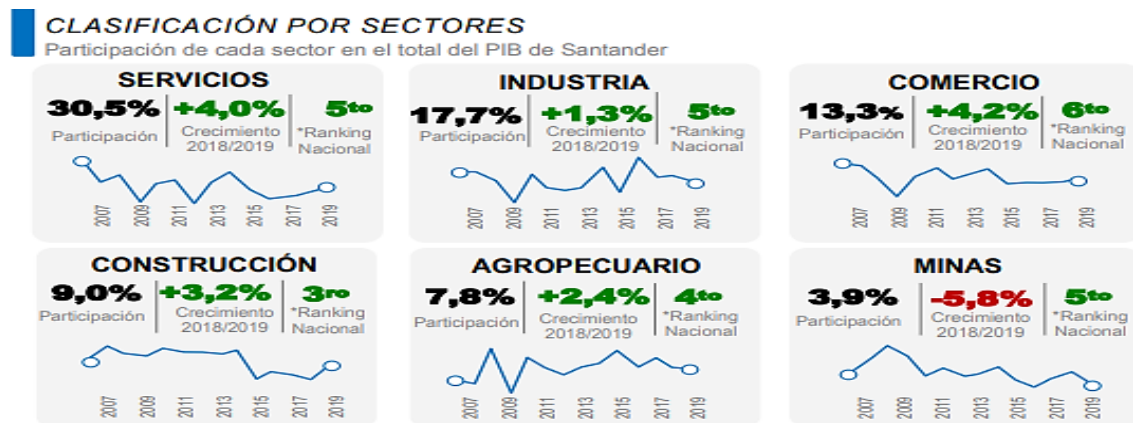 CLASIFICACIÓN POR SECTORES
Participación de cada sector en el total del PIB de Santander
SERVICIOS
30,5% +4,0% 5to
Participación Crecimiento 2018/2019 *Ranking Nacional
2007 2009 2011 2013 2015 2017 2019
INDUSTRIA
17,7% +1,3% 5to
Participación Crecimiento 2018/2019 *Ranking Nacional
2007 2009 2011 2013 2015 2017 2019
COMERCIO
13,3% +4,2% 6to
Participación Crecimiento 2018/2019 *Ranking Nacional
2007 2009 2011 2013 2015 2017 2019
CONSTRUCCIÓN
9,0% +3,2% 3ro
Participación Crecimiento 2018/2019 *Ranking Nacional
2007 2009 2011 2013 2015 2017 2019
AGROPECUARIO
7,8% +2,4% 4to
Participación Crecimiento 2018/2019 *Ranking Nacional
2007 2009 2011 2013 2015 2017 2019
MINAS
3,9% -5,8% 5to
Participación Crecimiento 2018/2019 *Ranking Nacional
2007 2009 2011 2013 2015 2017 2019